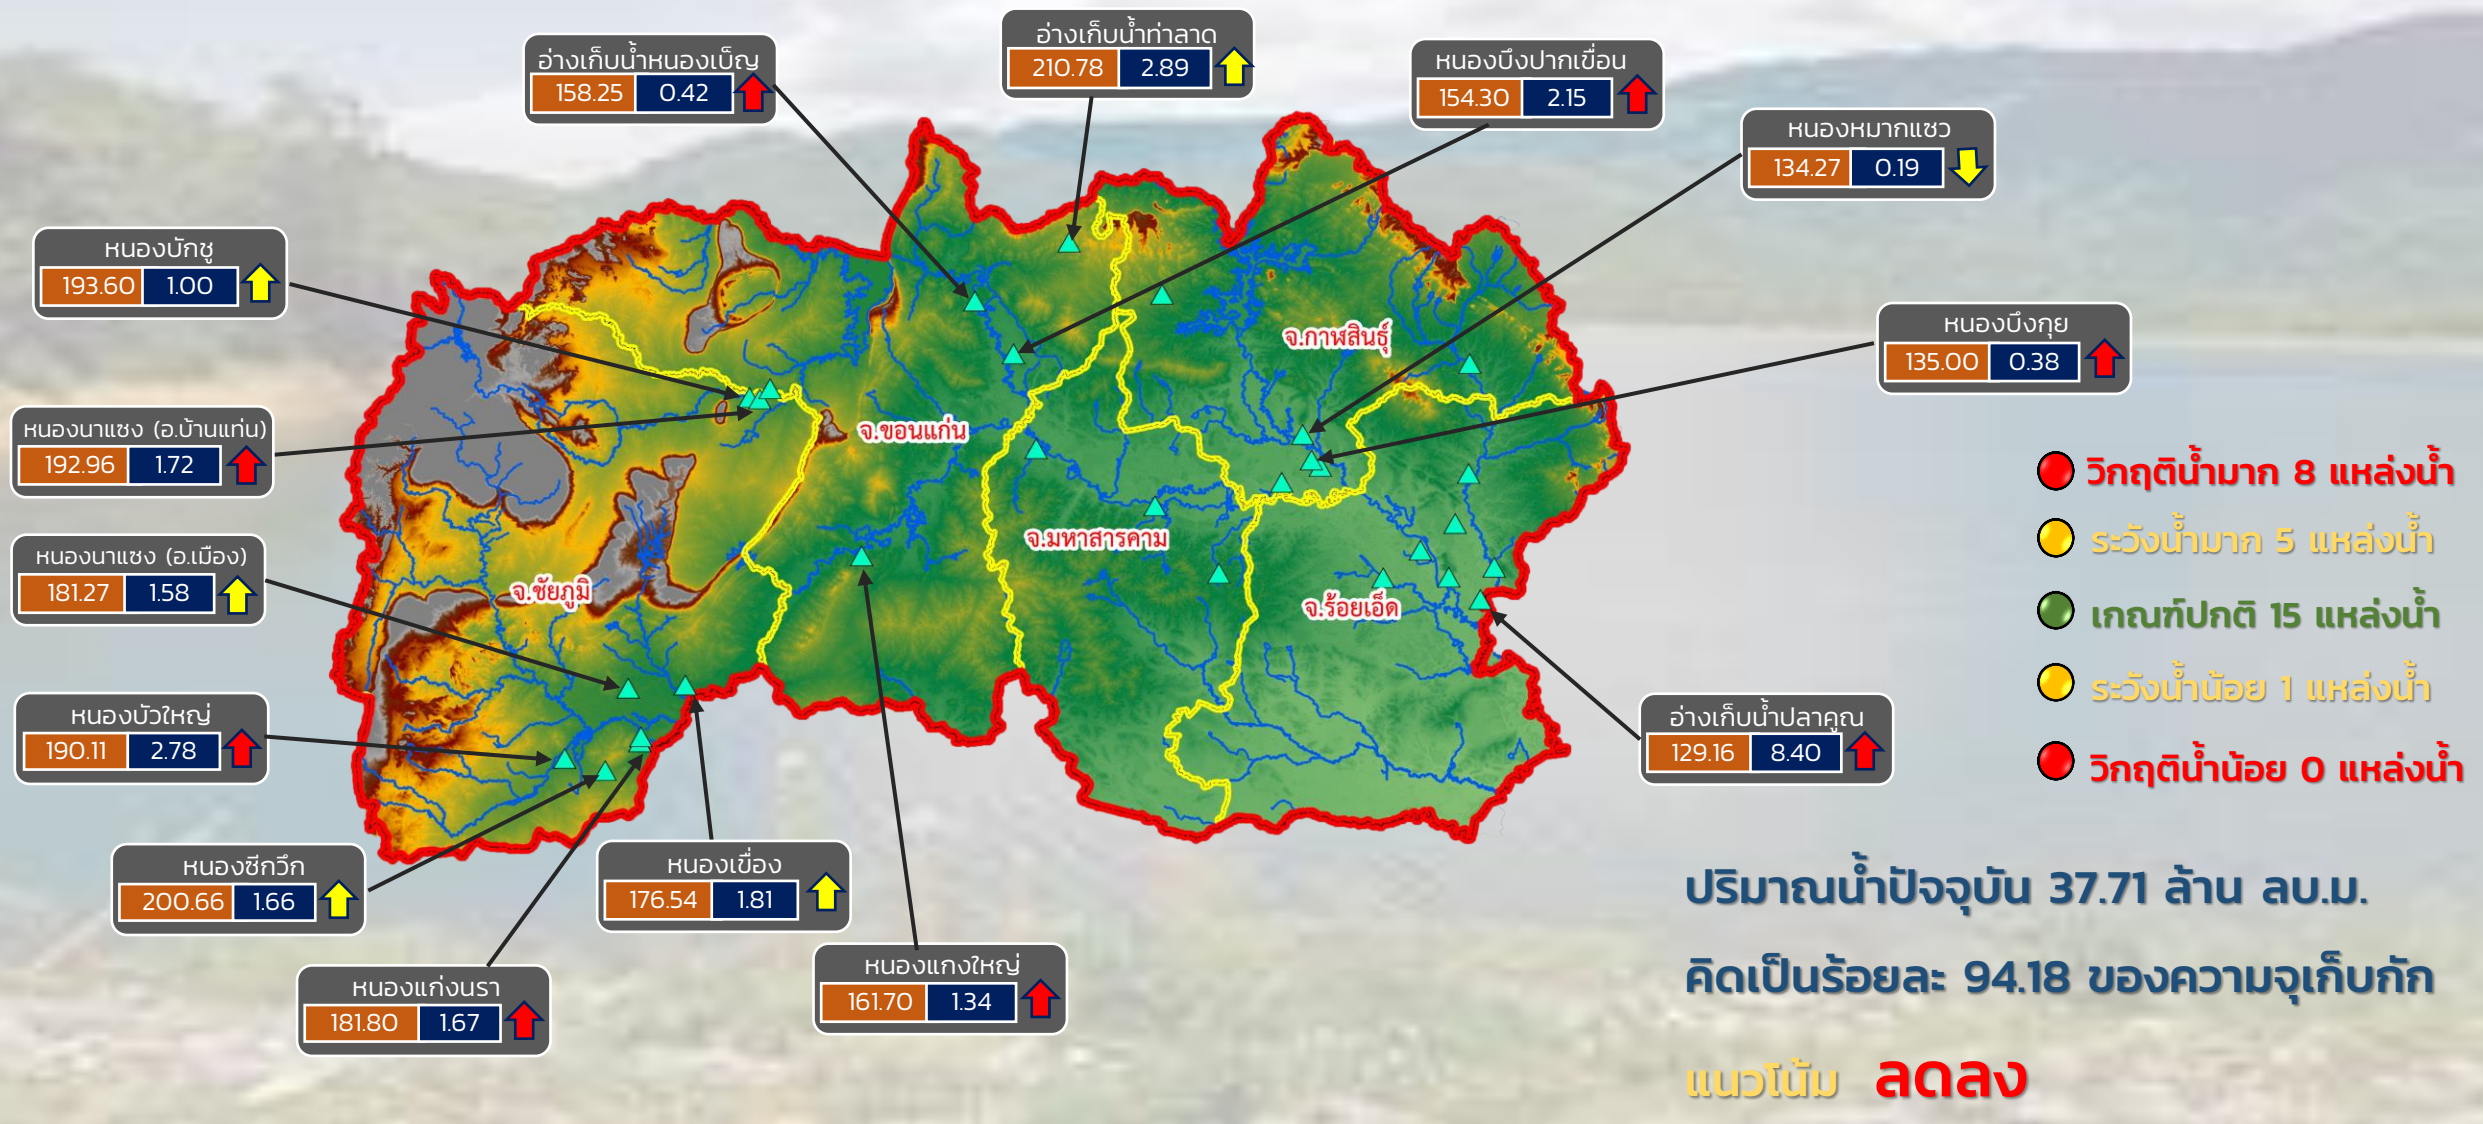 อ่างเก็บน้ำท่าลาด
210.78 2.89
อ่างเก็บน้ำหนองเบ็ญ
158.25 0.42
หนองบึงปากเขื่อน
154.30 2.15
หนองหมากแซว
134.27 0.19
หนองบักชู
193.60 1.00
หนองบึงกุย
135.00 0.38
จ.กาฬสินธุ์
หนองนาแซง (อ.บ้านแท่น)
192.96 1.72
จ.ขอนแก่น
วิกฤติน้ำมาก 8 แหล่งน้ำ
ระวังน้ำมาก 5 แหล่งน้ำ
จ.มหาสารคาม
หนองนาแซง (อ.เมือง)
181.27 1.58
จ.ชัยภูมิ
จ.ร้อยเอ็ด
เกณฑ์ปกติ 15 แหล่งน้ำ
ระวังน้ำน้อย 1 แหล่งน้ำ
วิกฤติน้ำน้อย 0 แหล่งน้ำ
หนองบัวใหญ่
190.11 2.78
อ่างเก็บน้ำปลาคูณ
129.16 8.40
หนองซีกวึก
200.66 1.66
หนองเขื่อง
176.54 1.81
หนองแก่งนรา
181.80 1.67
หนองแกงใหญ่
161.70 1.34
ปริมาณน้ำปัจจุบัน 37.71 ล้าน ลบ.ม.
คิดเป็นร้อยละ 94.18 ของความจุเก็บกัก
แนวโน้ม ลดลง